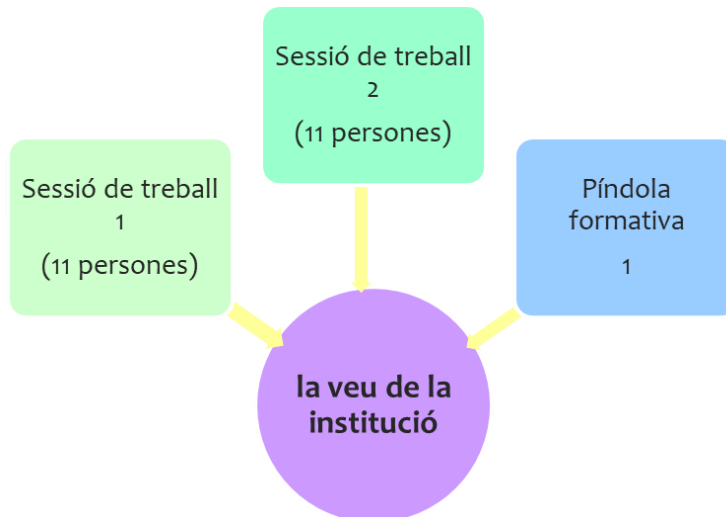 Sessió de treball
2
(11 persones)
Sessió de treball
1
(11 persones)
Píndola
formativa
1
la veu de la
institució